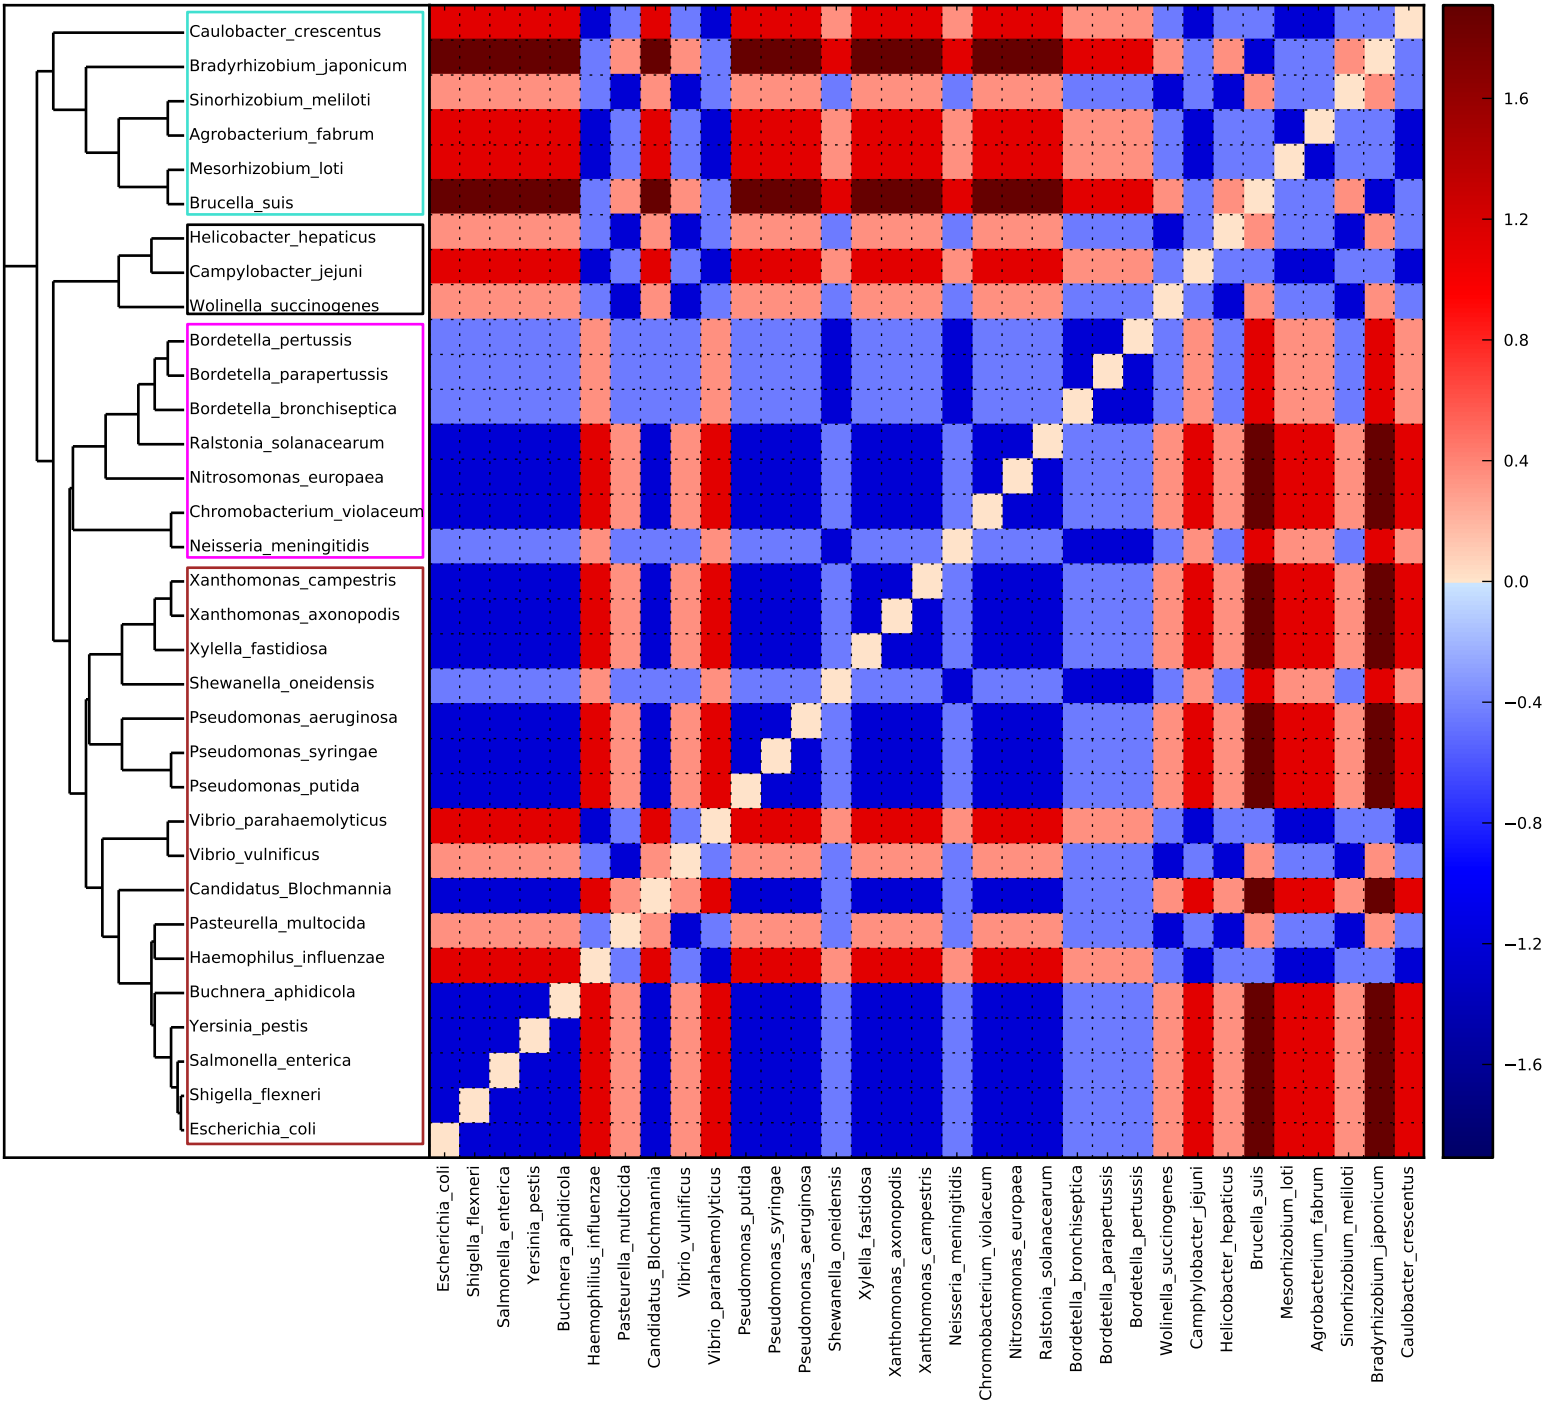 Caulobacter_crescentus
Bradyrhizobium_japonicum
Sinorhizobium_meliloti
Agrobacterium_fabrum
Mesorhizobium_loti
Brucella_suis
Helicobacter_hepaticus
Campylobacter_jejuni
Wolinella_succinogenes
Bordetella_pertussis
Bordetella_parapertussis
Bordetella_bronchiseptica
Ralstonia_solanacearum
Nitrosomonas_europaea
Chromobacterium_violaceum
Neisseria_meningitidis
Xanthomonas_campestris
Xanthomonas_axonopodis
Xylella_fastidiosa
Shewanella_oneidensis
Pseudomonas_aeruginosa
Pseudomonas_syringae
Pseudomonas_putida
Vibrio_parahaemolyticus
Vibrio_vulnificus
Candidatus_Blochmannia
Pasteurella_multocida
Haemophilus_influenzae
Buchnera_aphidicola
Yersinia_pestis
Salmonella_enterica
Shigella_flexneri
Escherichia_coli
1.6
1.2
0.8
0.4
0.0
−0.4
−0.8
−1.2
−1.6
Escherichia_coli
Shigella_flexneri
Salmonella_enterica
Yersinia_pestis
Buchnera_aphidicola
Haemophilius_influenzae
Pasteurella_multocida
Candidatus_Blochmannia
Vibrio_vulnificus
Vibrio_parahaemolyticus
Pseudomonas_putida
Pseudomonas_syringae
Pseudomonas_aeruginosa
Shewanella_oneidensis
Xylella_fastidosa
Xanthomonas_axonopodis
Xanthomonas_campestris
Neisseria_meningitidis
Chromobacterium_violaceum
Nitrosomonas_europaea
Ralstonia_solanacearum
Bordetella_bronchiseptica
Bordetella_parapertussis
Bordetella_pertussis
Wolinella_succinogenes
Camphylobacter_jejuni
Helicobacter_hepaticus
Brucella_suis
Mesorhizobium_loti
Agrobacterium_fabrum
Sinorhizobium_meliloti
Bradyrhizobium_japonicum
Caulobacter_crescentus